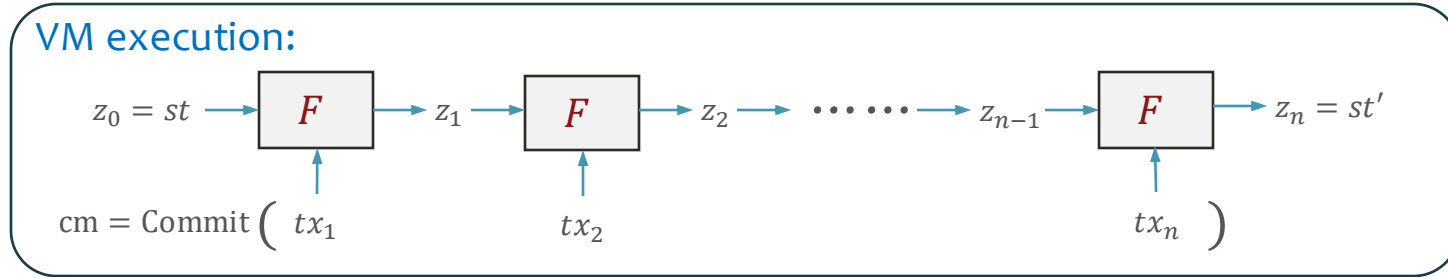 VM execution:
z₀ = st F z₁ F z₂ ⋯⋯ zₙ₋₁ F zₙ = st′
cm = Commit ( tx₁ tx₂ txₙ )